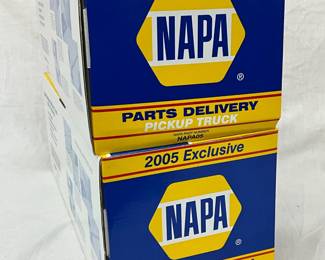 NAPA
®
PARTS DELIVERY
PICKUP TRUCK
NAPA05
2005 Exclusive
NAPA
®